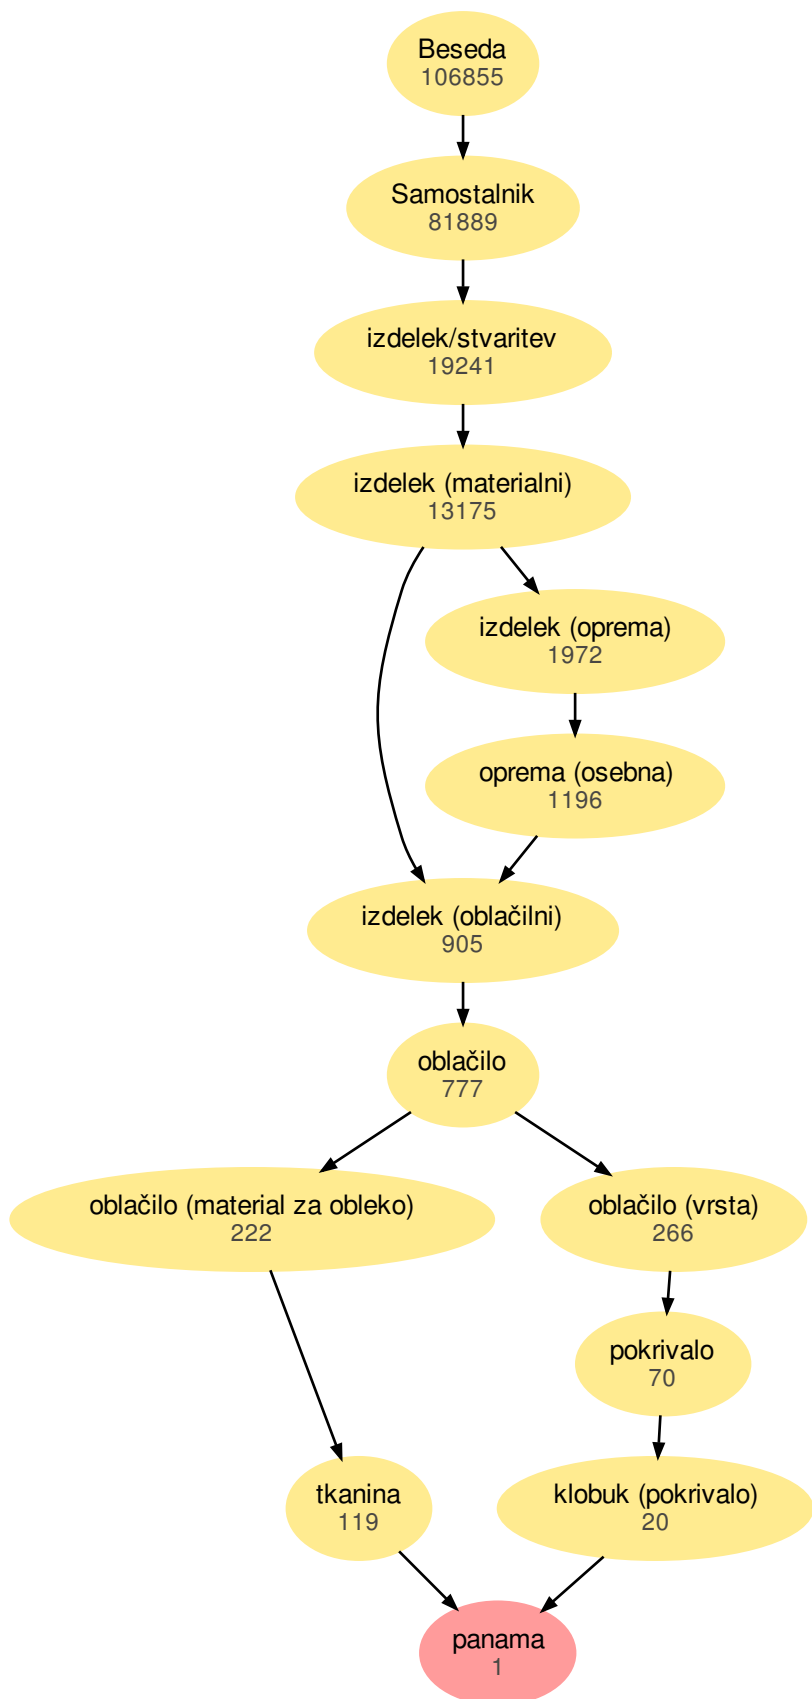 Beseda
106855
Samostalnik
81889
izdelek/stvaritev
19241
izdelek (materialni)
13175
izdelek (oprema)
1972
oprema (osebna)
1196
izdelek (oblačilni)
905
oblačilo
777
oblačilo (material za obleko)
222
oblačilo (vrsta)
266
pokrivalo
70
tkanina
119
klobuk (pokrivalo)
20
panama
1